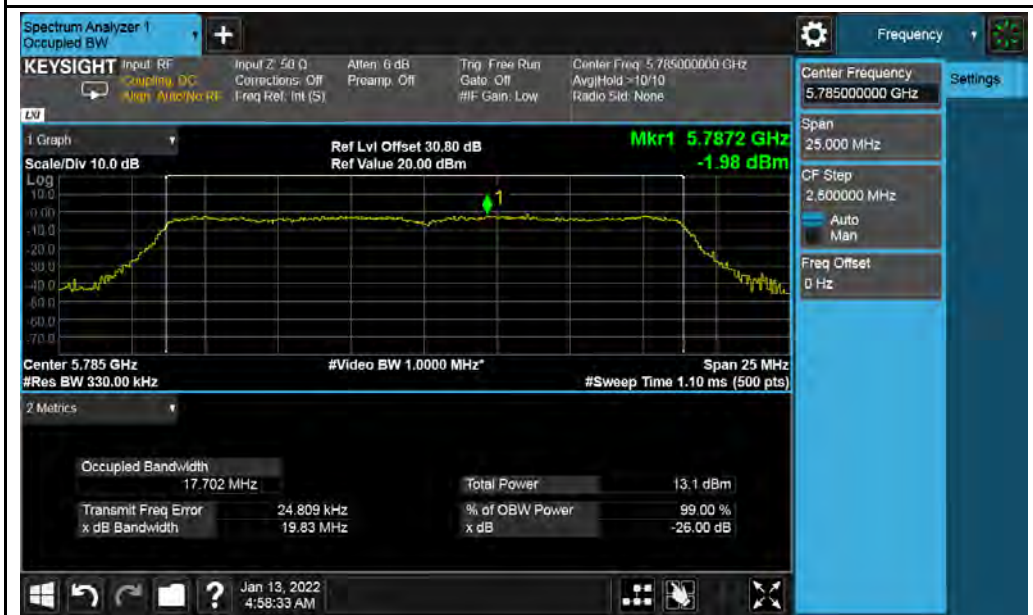 Spectrum Analyzer 1
Occupied BW
+
Frequency
KEYSIGHT
LXI
Input: RF
Coupling: DC
Align: Auto/No RF
Input Z: 50 Ω
Corrections: Off
Freq Ref: Int (S)
Atten: 6 dB
Preamp: Off
Trig: Free Run
Gate: Off
#IF Gain: Low
Center Freq: 5.785000000 GHz
Avg|Hold:>10/10
Radio Std: None
Center Frequency
5.785000000 GHz
Settings
Span
25.000 MHz
CF Step
2.500000 MHz
Auto
Man
Freq Offset
0 Hz
1 Graph
Scale/Div 10.0 dB
Ref Lvl Offset 30.80 dB
Ref Value 20.00 dBm
Mkr1 5.7872 GHz
-1.98 dBm
Log
10.0
0.00
-10.0
-20.0
-30.0
-40.0
-50.0
-60.0
-70.0
1
Center 5.785 GHz
#Video BW 1.0000 MHz*
Span 25 MHz
#Res BW 330.00 kHz
#Sweep Time 1.10 ms (500 pts)
2 Metrics
Occupied Bandwidth
17.702 MHz
Total Power 13.1 dBm
Transmit Freq Error 24.809 kHz
% of OBW Power 99.00 %
x dB Bandwidth 19.83 MHz
x dB -26.00 dB
?
Jan 13, 2022
4:58:33 AM